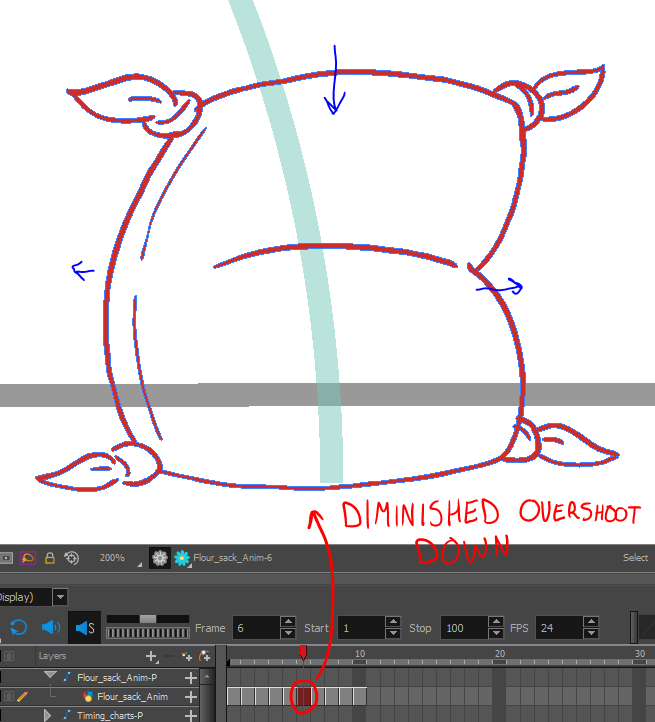 DIMINISHED OVERSHOOT
DOWN
200%
Flour_sack_Anim-6
Select
Display)
S
Frame
6
Start
1
Stop
100
FPS
24
Layers
10
20
30
Flour_sack_Anim-P
Flour_sack_Anim
Timing_charts-P